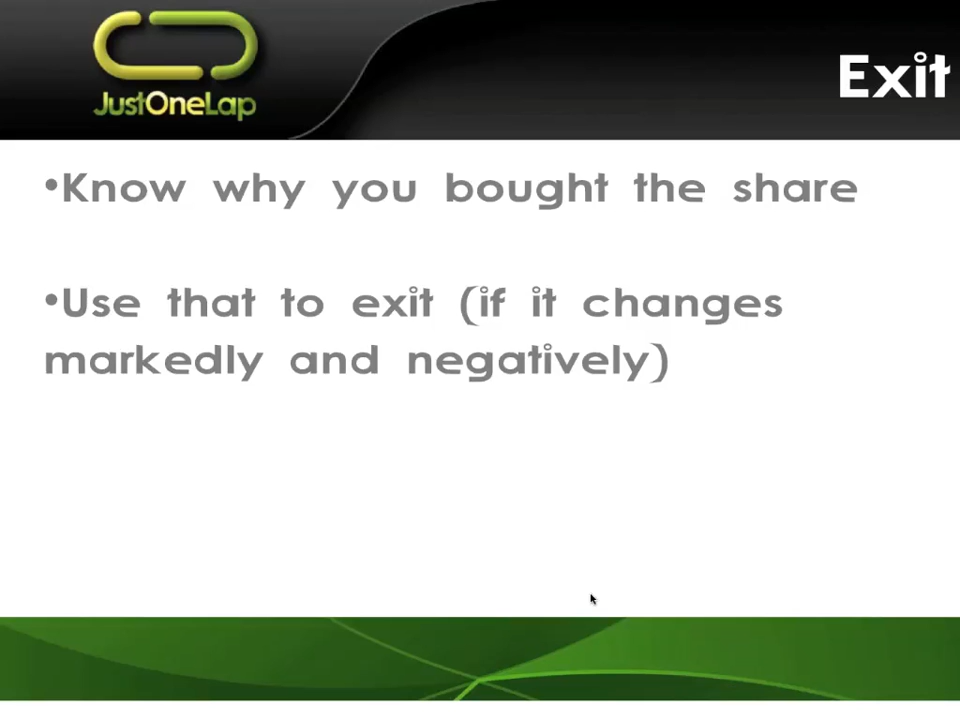 JustOneLap
Exit
•Know why you bought the share
•Use that to exit (if it changes
markedly and negatively)